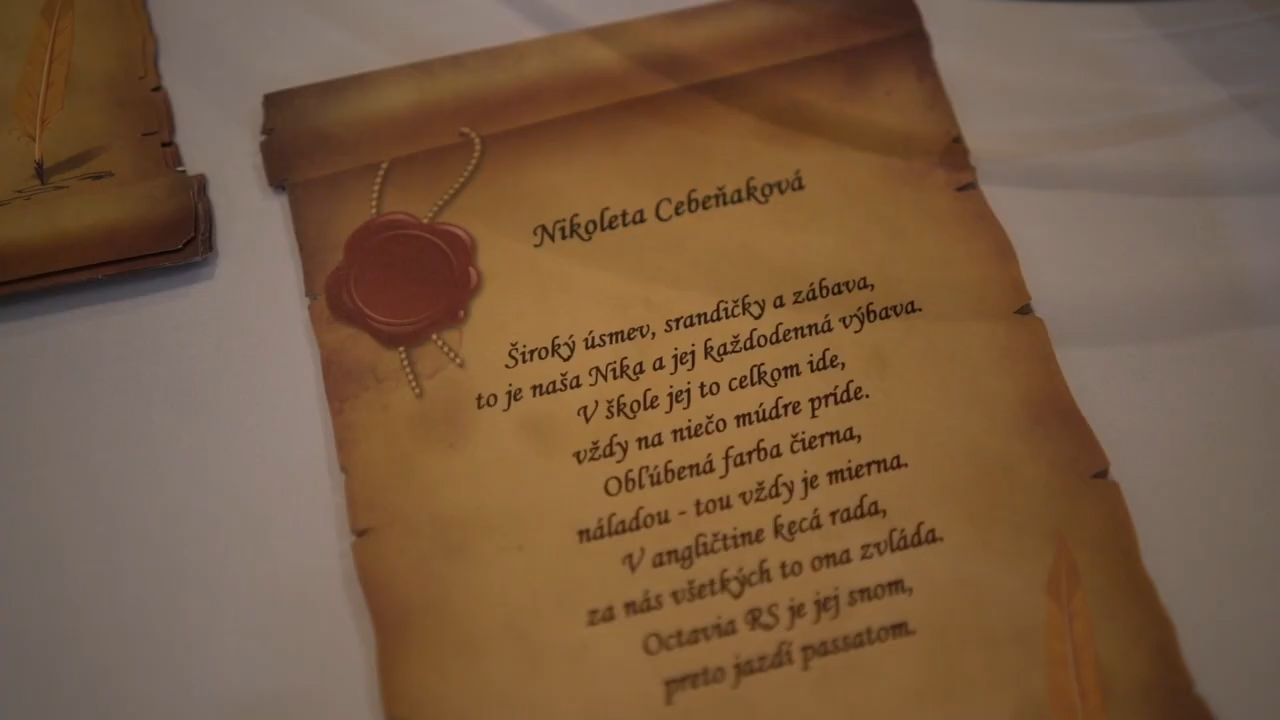 Nikoleta Cebeňaková
Široký úsmev, srandičky a zábava,
to je naša Nika a jej každodenná výbava.
V škole jej to celkom ide,
vždy na niečo múdre príde.
Obľúbená farba čierna,
náladou - tou vždy je mierna.
V angličtine kecá rada,
za nás všetkých to ona zvláda.
Octavia RS je jej snom,
preto jazdí passatom.